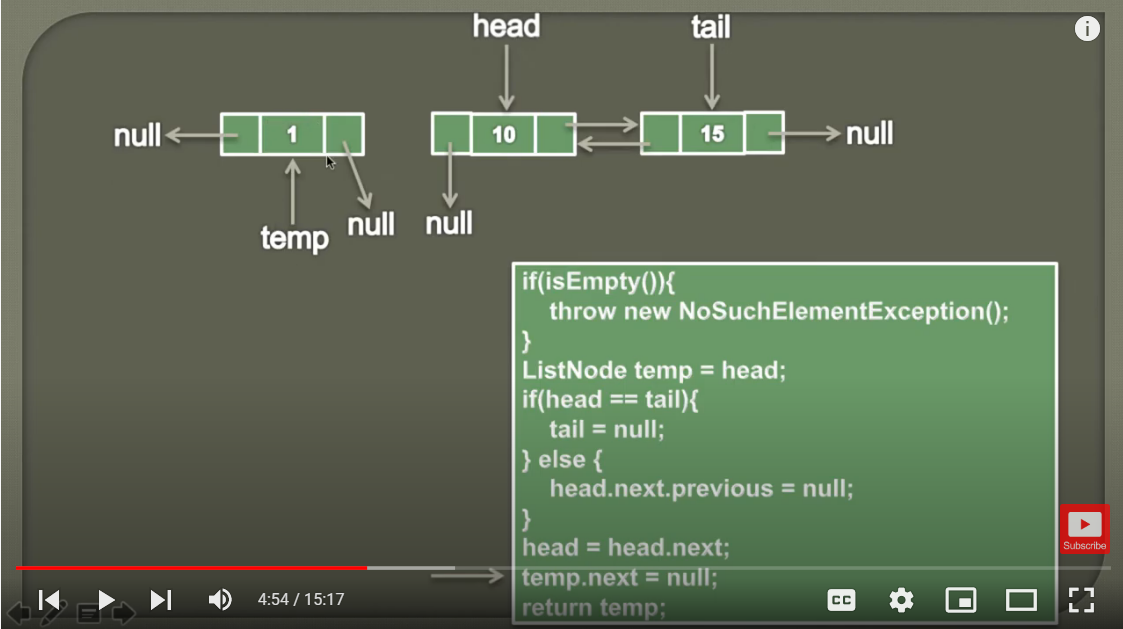 head
tail
null
1
10
15
null
temp
null
null
if(isEmpty()){
throw new NoSuchElementException();
}
ListNode temp = head;
if(head == tail){
tail = null;
} else {
head.next.previous = null;
}
head = head.next;
temp.next = null;
return temp;
Subscribe
4:54 / 15:17
CC
i